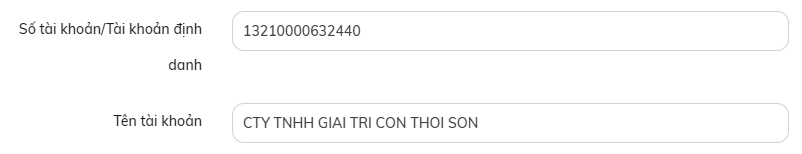 Số tài khoản/Tài khoản định
danh
13210000632440
Tên tài khoản
CTY TNHH GIAI TRI CON THOI SON